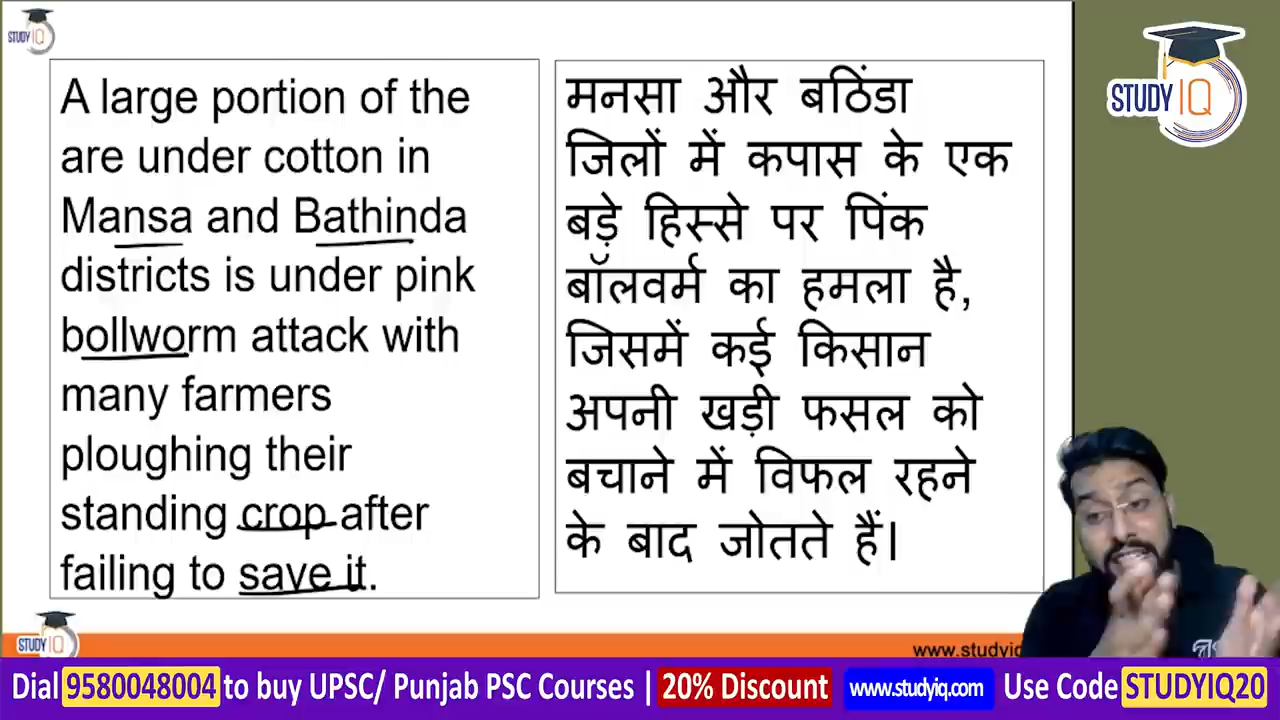 STUDY IQ
A large portion of the
are under cotton in
Mansa and Bathinda
districts is under pink
bollworm attack with
many farmers
ploughing their
standing crop after
failing to save it.
मनसा और बठिंडा
जिलों में कपास के एक
बड़े हिस्से पर पिंक
बॉलवर्म का हमला है,
जिसमें कई किसान
अपनी खड़ी फसल को
बचाने में विफल रहने
के बाद जोतते हैं।
STUDY IQ
STUDY IQ
www.studyiq
Dial 9580048004 to buy UPSC/ Punjab PSC Courses | 20% Discount www.studyiq.com Use Code STUDYIQ20